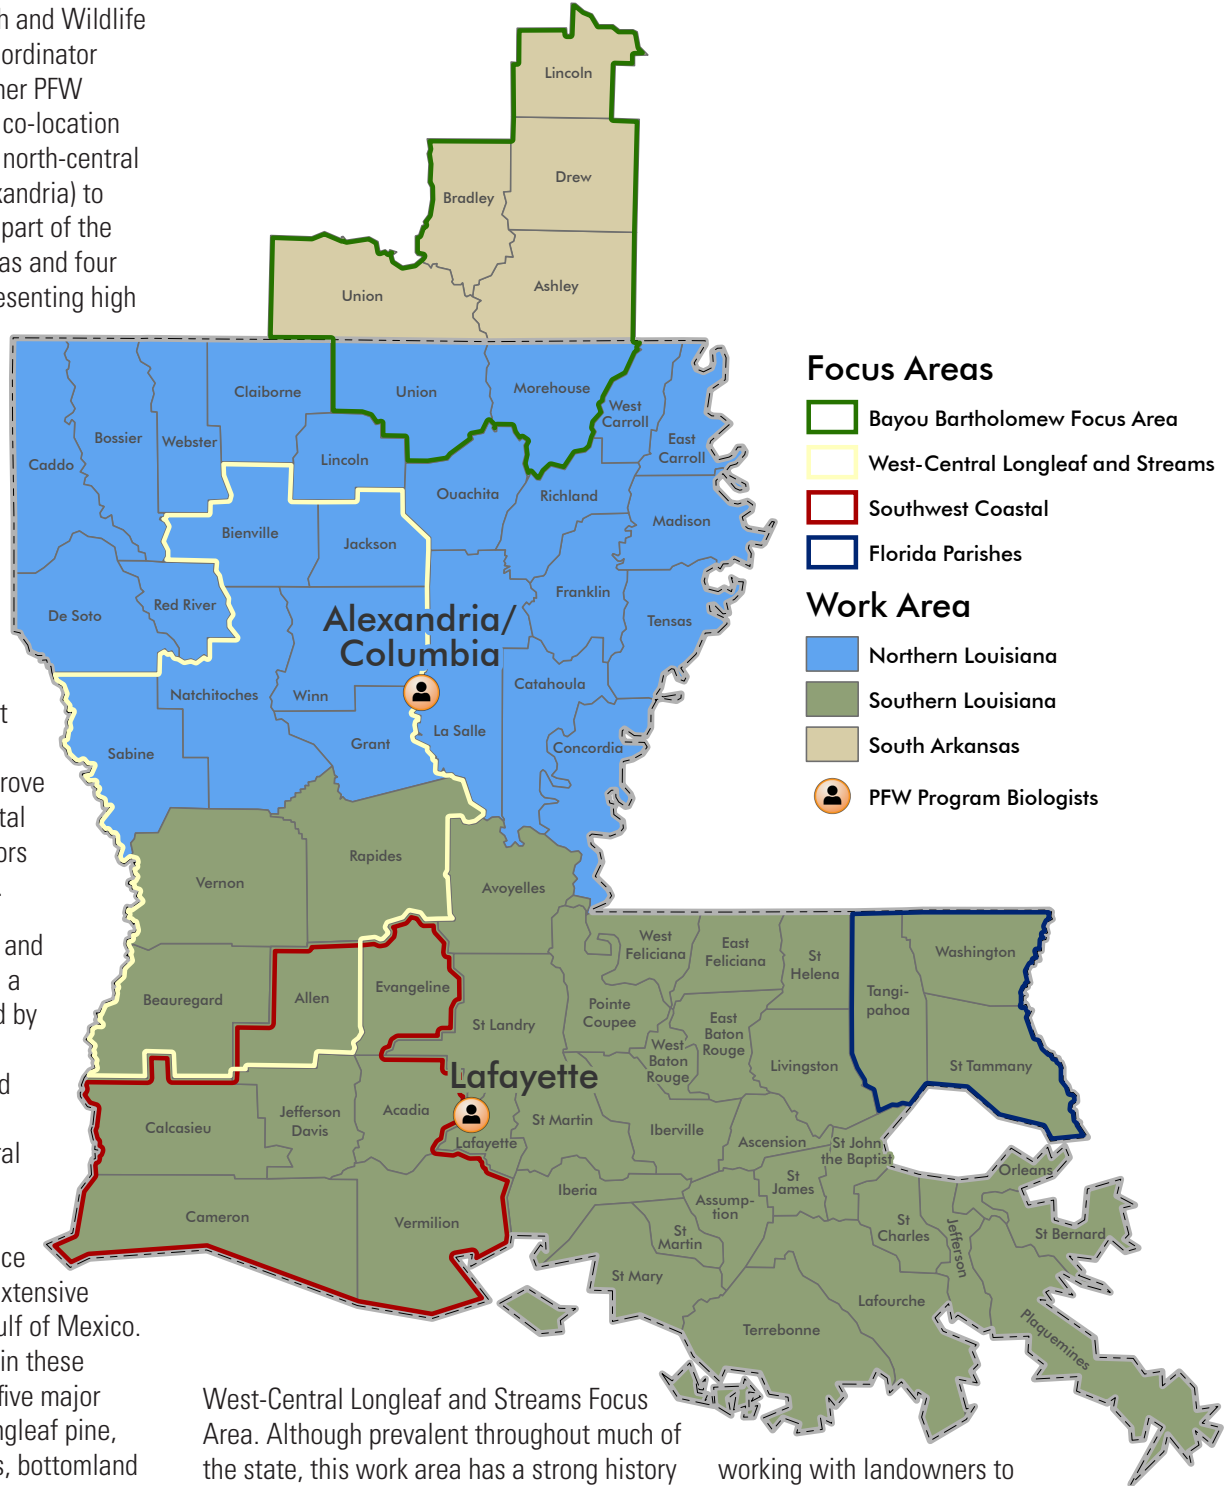 h and Wildlife
ordinator
ner PFW
co-location
north-central
xandria) to
part of the
as and four
esenting high
t
rove
tal
ors
and
a
d by
d
ral
ice
xtensive
ulf of Mexico.
in these
five major
ngleaf pine,
s, bottomland
West-Central Longleaf and Streams Focus
Area. Although prevalent throughout much of
the state, this work area has a strong history
working with landowners to
Lincoln
Drew
Bradley
Ashley
Union
Claiborne
Union
Morehouse
West
Carroll
East
Carroll
Bossier
Webster
Caddo
Lincoln
Ouachita
Richland
Madison
Bienville
Jackson
Franklin
Tensas
De Soto
Red River
Alexandria/
Columbia
Natchitoches
Winn
Catahoula
La Salle
Grant
Concordia
Sabine
Rapides
Vernon
Avoyelles
West
Feliciana
East
Feliciana
St
Helena
Washington
Tangi-
pahoa
Beauregard
Allen
Evangeline
St Landry
Pointe
Coupee
East
Baton
Rouge
West
Baton
Rouge
Livingston
St Tammany
Lafayette
Calcasieu
Jefferson
Davis
Acadia
Lafayette
St Martin
Iberville
Ascension
St John
the Baptist
Orleans
Cameron
Vermilion
Iberia
Assump-
tion
St
James
St
Martin
St
Charles
Jefferson
St Bernard
St Mary
Lafourche
Terrebonne
Plaquemines
Focus Areas
Bayou Bartholomew Focus Area
West-Central Longleaf and Streams
Southwest Coastal
Florida Parishes
Work Area
Northern Louisiana
Southern Louisiana
South Arkansas
PFW Program Biologists